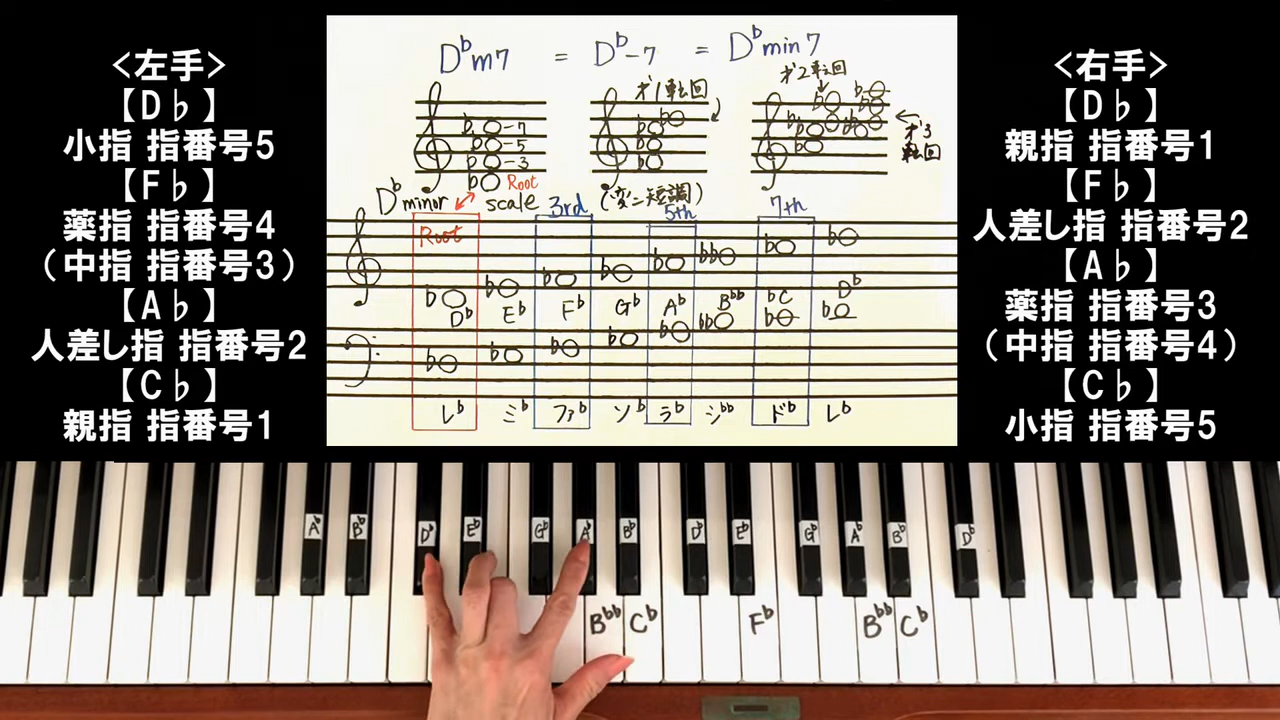 <左手>
【D♭】
小指 指番号5
【F♭】
薬指 指番号4
（中指 指番号3）
【A♭】
人差し指 指番号2
【C♭】
親指 指番号1
D♭m7 = D♭-7 = D♭min7
オ1転回
オ2転回
オ3
転回
♭ -7
-5
♭ -3
♭ Root
D♭minor scale
(変ニ短調)
Root
3rd
5th
7th
D♭ E♭ F♭ G♭ A♭ B♭♭ ♭C D♭
レ♭ ミ♭ ファ♭ ソ♭ ラ♭ シ♭♭ ド♭ レ♭
<右手>
【D♭】
親指 指番号1
【F♭】
人差し指 指番号2
【A♭】
薬指 指番号3
（中指 指番号4）
【C♭】
小指 指番号5
A♭ B♭ D♭ E♭ G♭ A♭ B♭ D♭ E♭ G♭ A♭ B♭ D♭
B♭♭ C♭ F♭ B♭♭ C♭